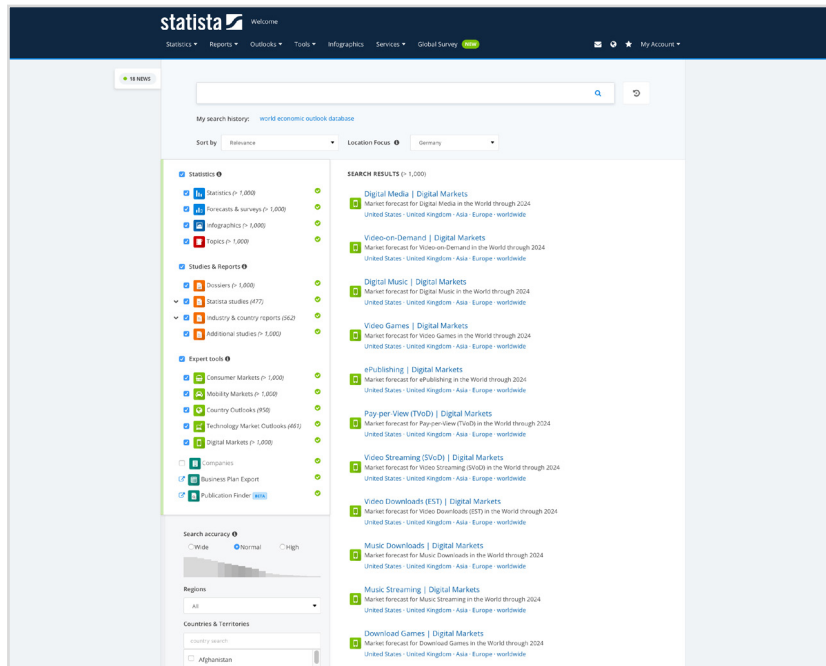 statista Welcome
Statistics Reports Outlooks Tools Infographics Services Global Survey NEW My Account
18 NEWS
My search history: world economic outlook database
Sort by Relevance Location Focus Germany
Statistics
Statistics (> 1,000)
Forecasts & surveys (> 1,000)
Infographics (> 1,000)
Topics (> 1,000)
Studies & Reports
Dossiers (> 1,000)
Statista studies (477)
Industry & country reports (562)
Additional studies (> 1,000)
Expert tools
Consumer Markets (> 1,000)
Mobility Markets (> 1,000)
Country Outlooks (958)
Technology Market Outlooks (461)
Digital Markets (> 1,000)
Companies
Business Plan Export
Publication Finder BETA
Search accuracy
Wide Normal High
Regions
All
Countries & Territories
country search
Afghanistan
SEARCH RESULTS (> 1,000)
Digital Media | Digital Markets
Market forecast for Digital Media in the World through 2024
United States - United Kingdom - Asia - Europe - worldwide
Video-on-Demand | Digital Markets
Market forecast for Video-on-Demand in the World through 2024
United States - United Kingdom - Asia - Europe - worldwide
Digital Music | Digital Markets
Market forecast for Digital Music in the World through 2024
United States - United Kingdom - Asia - Europe - worldwide
Video Games | Digital Markets
Market forecast for Video Games in the World through 2024
United States - United Kingdom - Asia - Europe - worldwide
ePublishing | Digital Markets
Market forecast for ePublishing in the World through 2024
United States - United Kingdom - Asia - Europe - worldwide
Pay-per-View (TVoD) | Digital Markets
Market forecast for Pay-per-View (TVoD) in the World through 2024
United States - United Kingdom - Asia - Europe - worldwide
Video Streaming (SVoD) | Digital Markets
Market forecast for Video Streaming (SVoD) in the World through 2024
United States - United Kingdom - Asia - Europe - worldwide
Video Downloads (EST) | Digital Markets
Market forecast for Video Downloads (EST) in the World through 2024
United States - United Kingdom - Asia - Europe - worldwide
Music Downloads | Digital Markets
Market forecast for Music Downloads in the World through 2024
United States - United Kingdom - Asia - Europe - worldwide
Music Streaming | Digital Markets
Market forecast for Music Streaming in the World through 2024
United States - United Kingdom - Asia - Europe - worldwide
Download Games | Digital Markets
Market forecast for Download Games in the World through 2024
United States - United Kingdom - Asia - Europe - worldwide